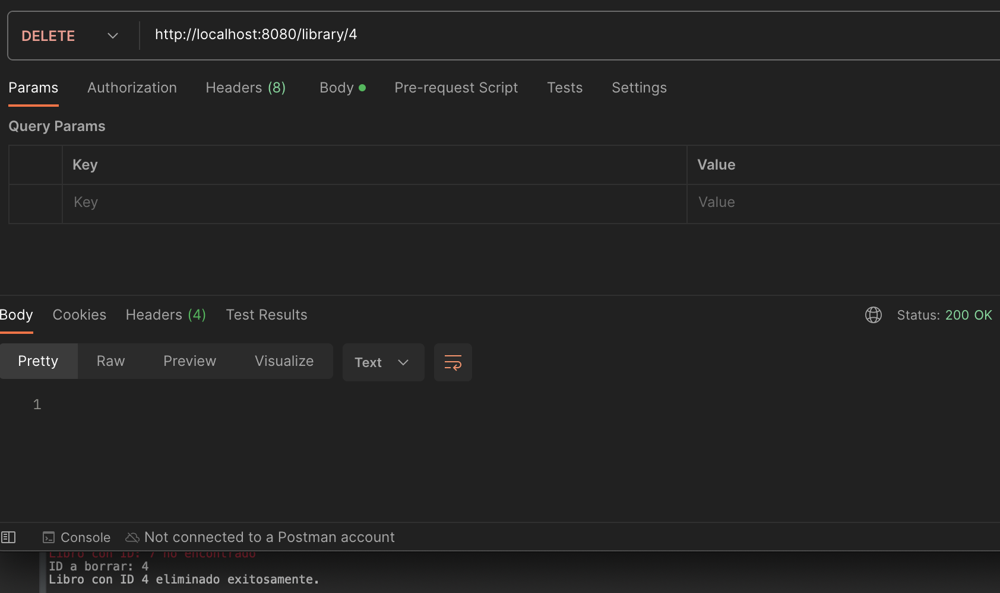 DELETE http://localhost:8080/library/4
Params Authorization Headers (8) Body Pre-request Script Tests Settings
Query Params
Key Value
Key Value
Body Cookies Headers (4) Test Results Status: 200 OK
Pretty Raw Preview Visualize Text
1
Console Not connected to a Postman account
Libro con ID: 7 no encontrado
ID a borrar: 4
Libro con ID 4 eliminado exitosamente.